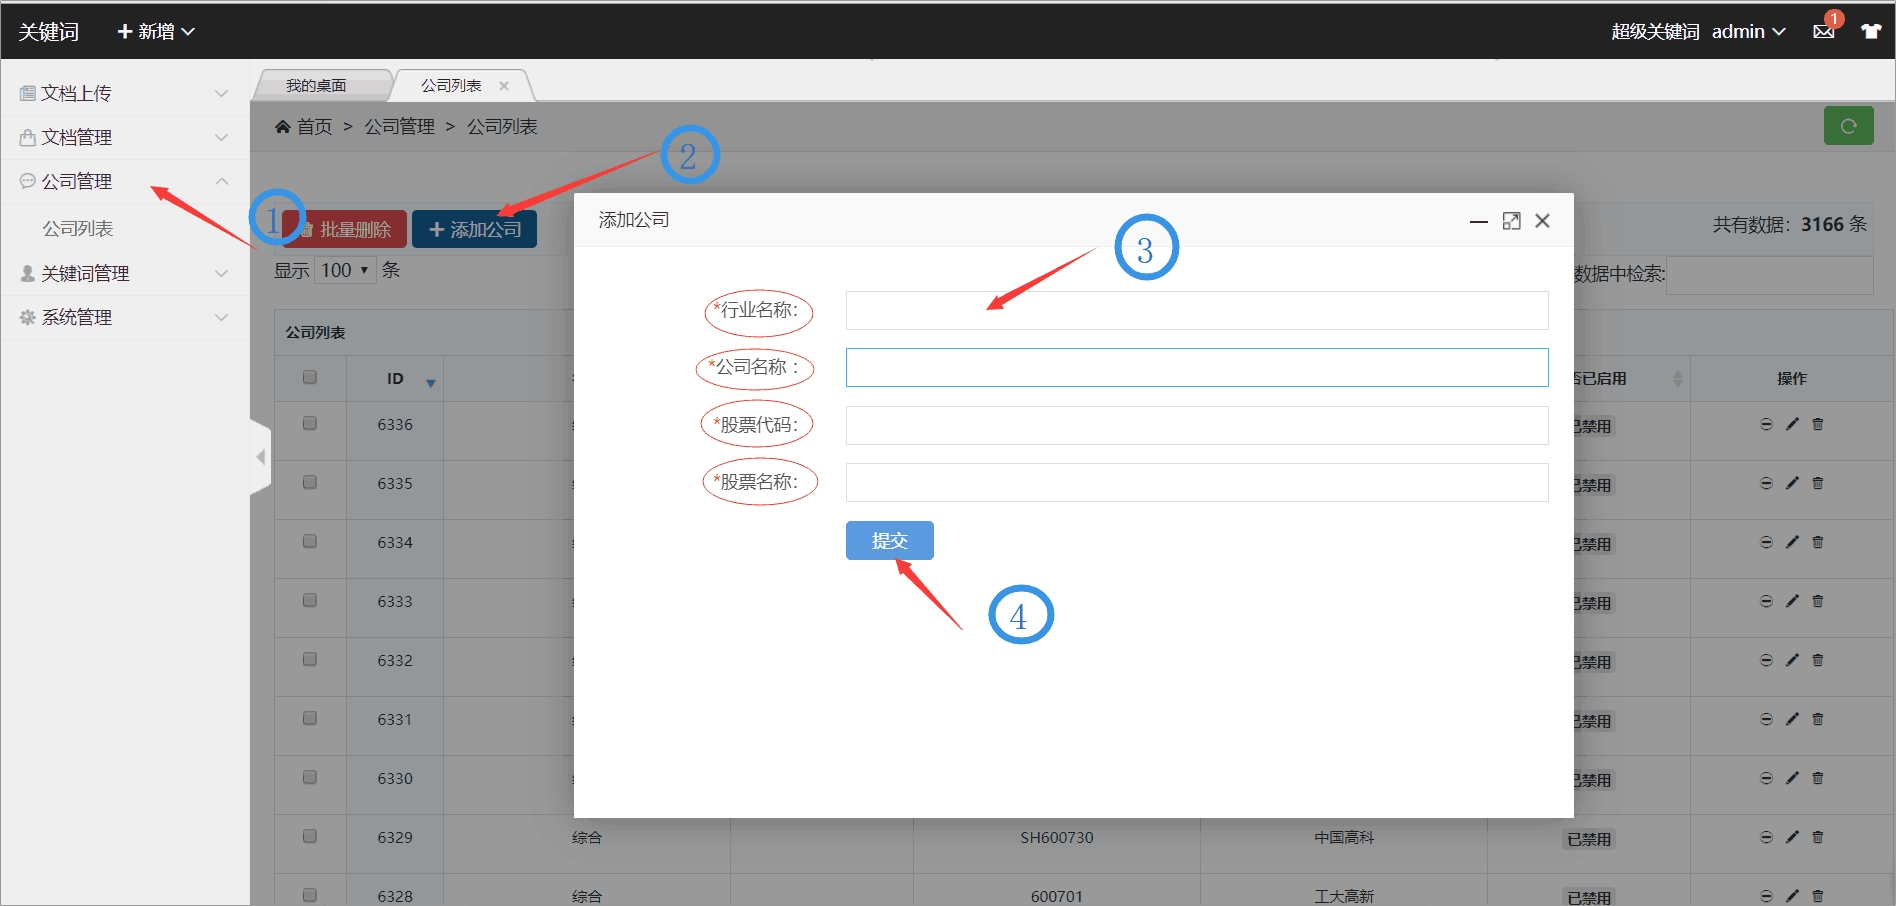 关键词 新增 超级关键词 admin 1
文档上传
文档管理
公司管理
公司列表
关键词管理
系统管理
我的桌面 公司列表
首页 > 公司管理 > 公司列表
1
2
3
4
批量删除 添加公司
共有数据：3166 条
显示 100 条
数据中检索:
添加公司
*行业名称：
*公司名称：
*股票代码：
*股票名称：
提交
公司列表
ID 已启用 操作
6336 已禁用
6335 已禁用
6334 已禁用
6333 已禁用
6332 已禁用
6331 已禁用
6330 已禁用
6329 综合 SH600730 中国高科 已禁用
6328 综合 600701 工大高新 已禁用